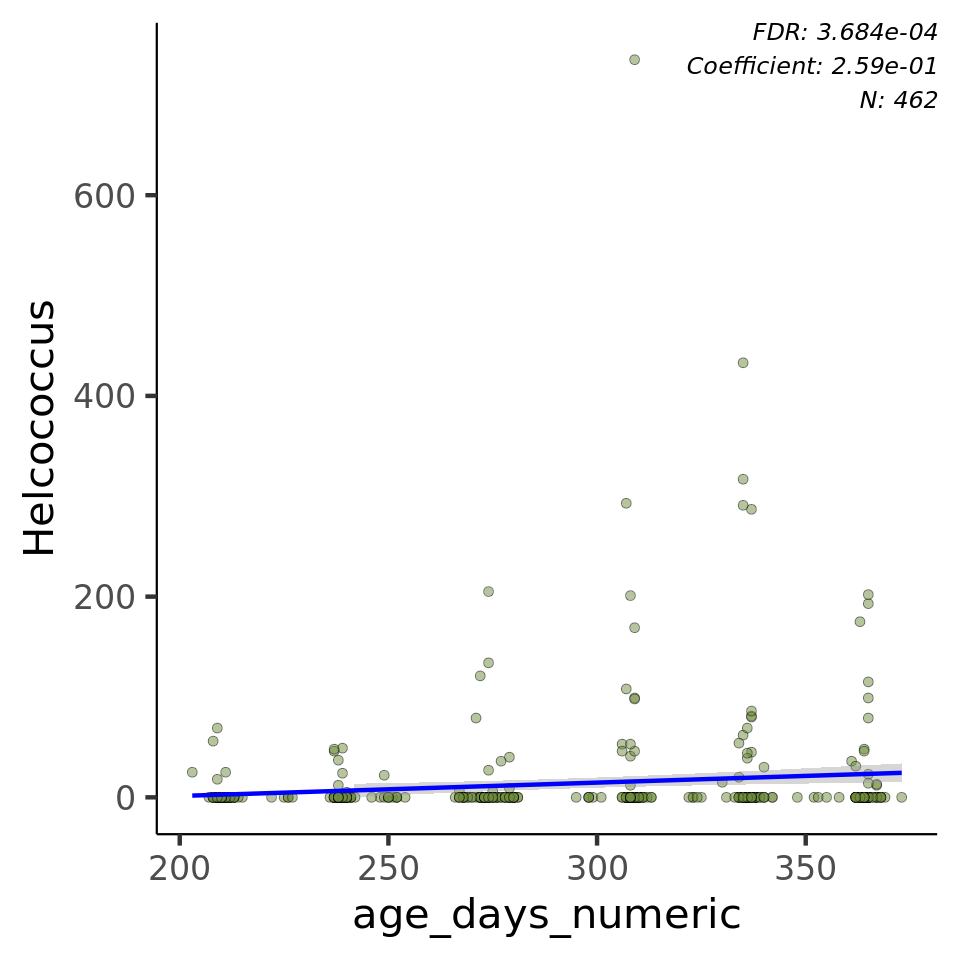 FDR: 3.684e-04
Coefficient: 2.59e-01
N: 462
Helcococcus
600
400
200
0
200 250 300 350
age_days_numeric